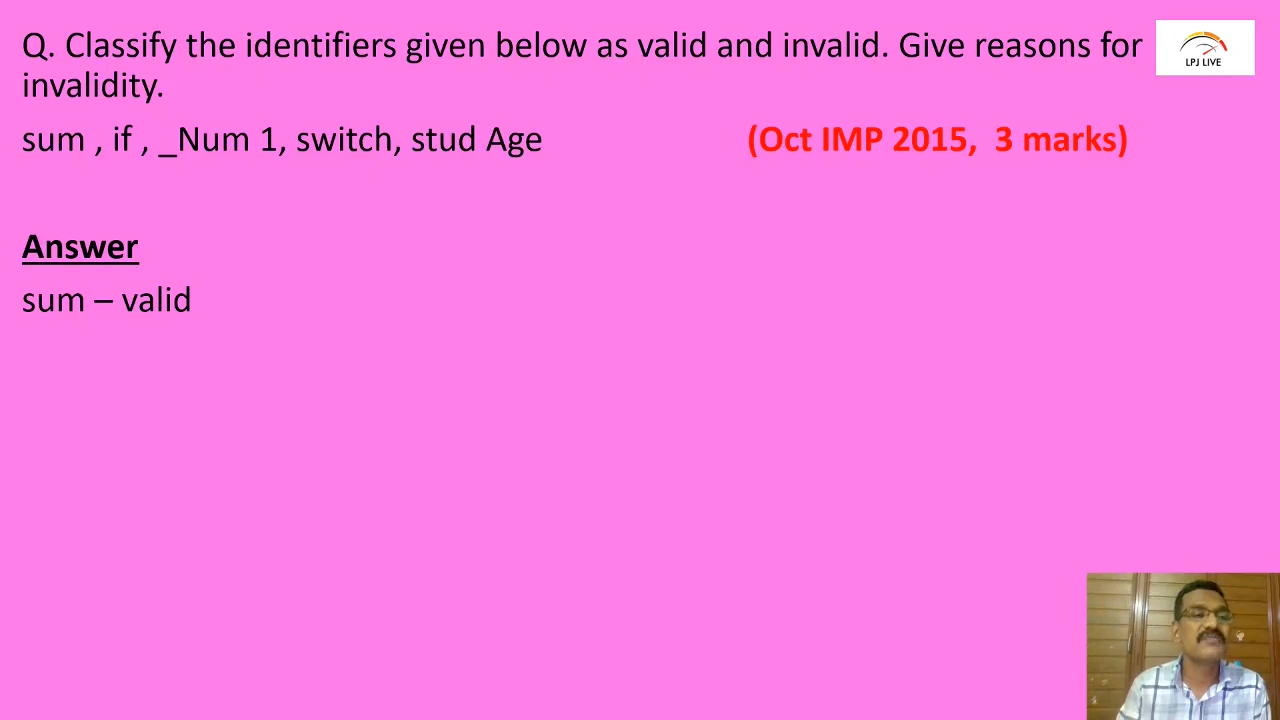 Q. Classify the identifiers given below as valid and invalid. Give reasons for
invalidity.
LPJ LIVE
sum , if , _Num 1, switch, stud Age (Oct IMP 2015, 3 marks)
Answer
sum – valid